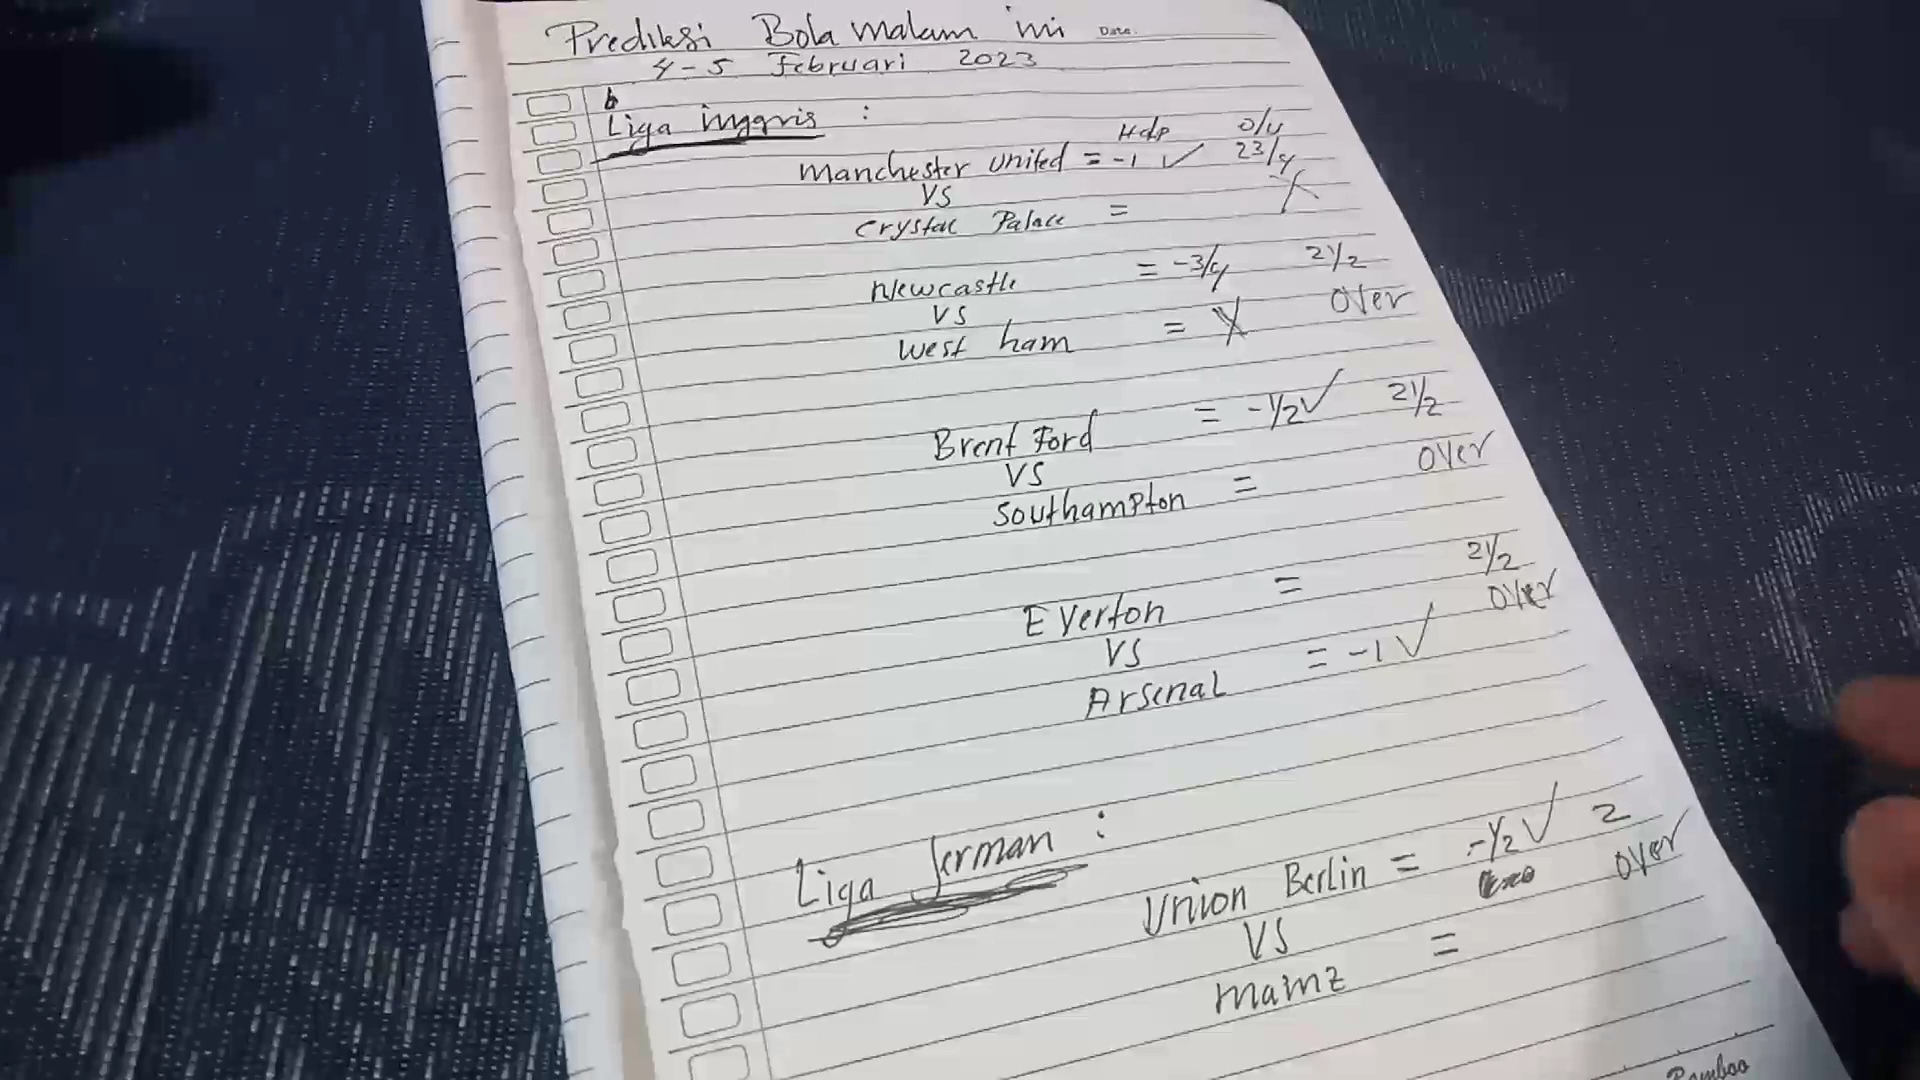 Prediksi Bola malam ini Date.
4-5 Februari 2023
Liga inggris :
Hdp O/U
Manchester united = -1 ✓ 23/4
VS X
Crystal Palace =
Newcastle = -3/4 21/2
VS Over
West ham = X
Brent Ford = -1/2 ✓ 21/2
VS Over
Southampton =
Everton = 21/2
VS Over
Arsenal = -1 ✓
Liga Jerman :
Union Berlin = -1/2 ✓ 2
VS Over
mainz =
Bamboo